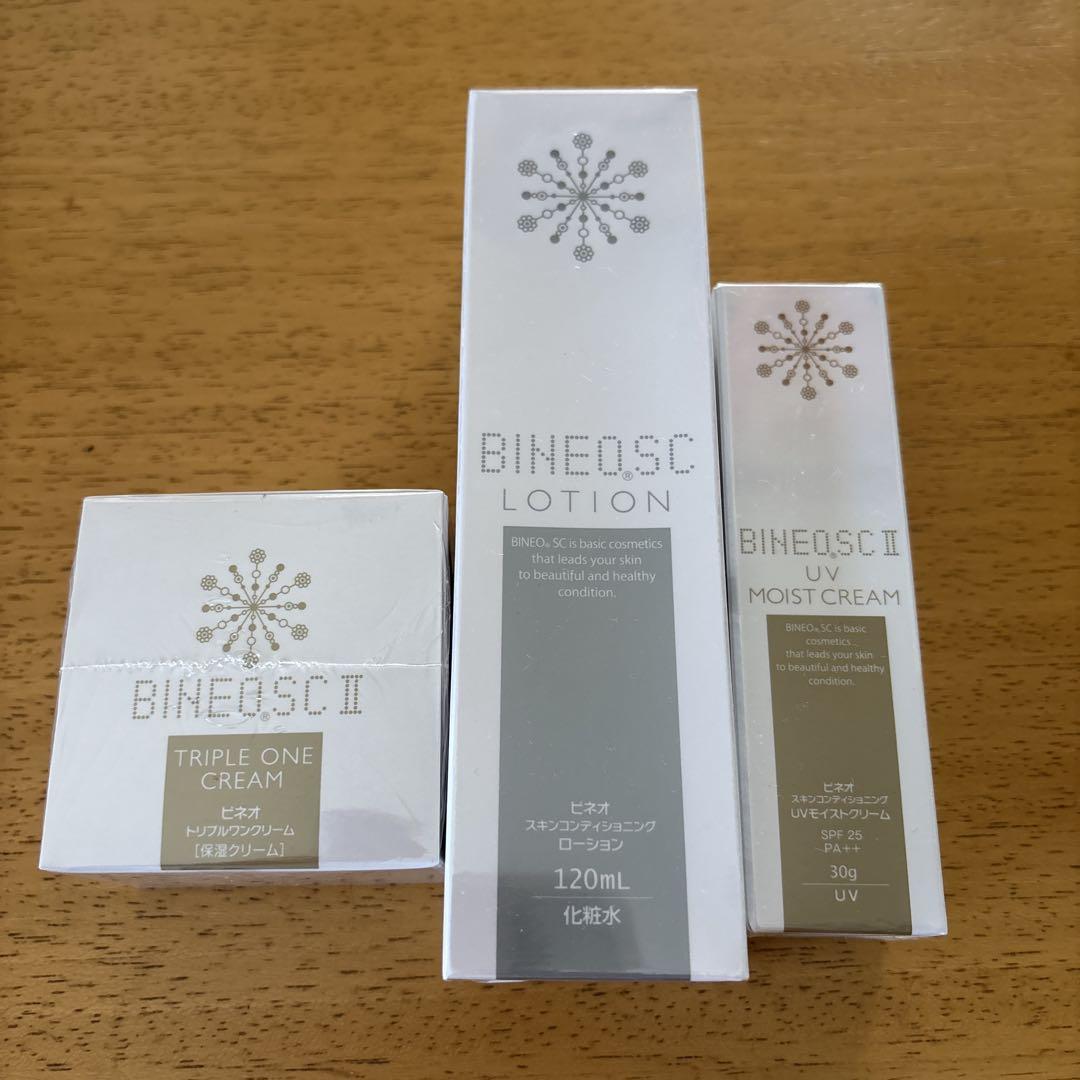 BINEO®SC II
TRIPLE ONE
CREAM
ビネオ
トリプルワンクリーム
［保湿クリーム］
BINEO®SC
LOTION
BINEO® SC is basic cosmetics
that leads your skin
to beautiful and healthy
condition.
ビネオ
スキンコンディショニング
ローション
120mL
化粧水
BINEO®SC II
UV
MOIST CREAM
BINEO® SC is basic
cosmetics
that leads your skin
to beautiful and healthy
condition.
ビネオ
スキンコンディショニング
UVモイストクリーム
SPF 25
PA++
30g
UV